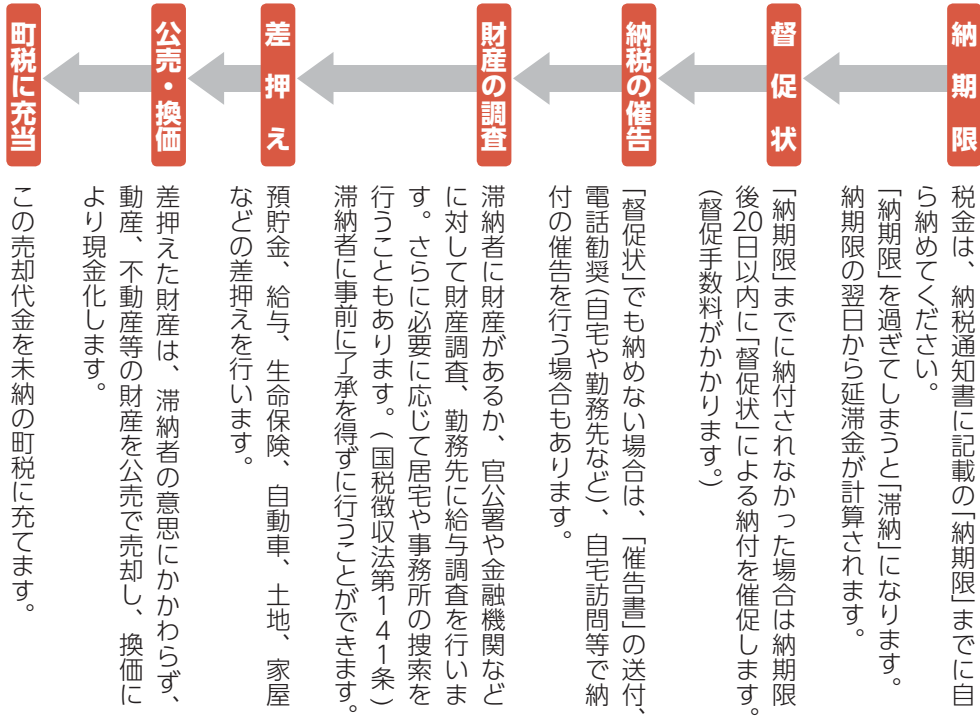 納期限
税金は、納税通知書に記載の「納期限」までに自
ら納めてください。
「納期限」を過ぎてしまうと「滞納」になります。
納期限の翌日から延滞金が計算されます。
督促状
「納期限」までに納付されなかった場合は納期限
後20日以内に「督促状」による納付を催促します。
(督促手数料がかかります。)
納税の催告
「督促状」でも納めない場合は、「催告書」の送付、
電話勧奨(自宅や勤務先など)、自宅訪問等で納
付の催告を行う場合もあります。
財産の調査
滞納者に財産があるか、官公署や金融機関など
に対して財産調査、勤務先に給与調査を行いま
す。さらに必要に応じて居宅や事務所の捜索を
行うこともあります。(国税徴収法第141条)
滞納者に事前に了承を得ずに行うことができます。
差押え
預貯金、給与、生命保険、自動車、土地、家屋
などの差押えを行います。
公売・換価
差押えた財産は、滞納者の意思にかかわらず、
動産、不動産等の財産を公売で売却し、換価に
より現金化します。
町税に充当
この売却代金を未納の町税に充てます。